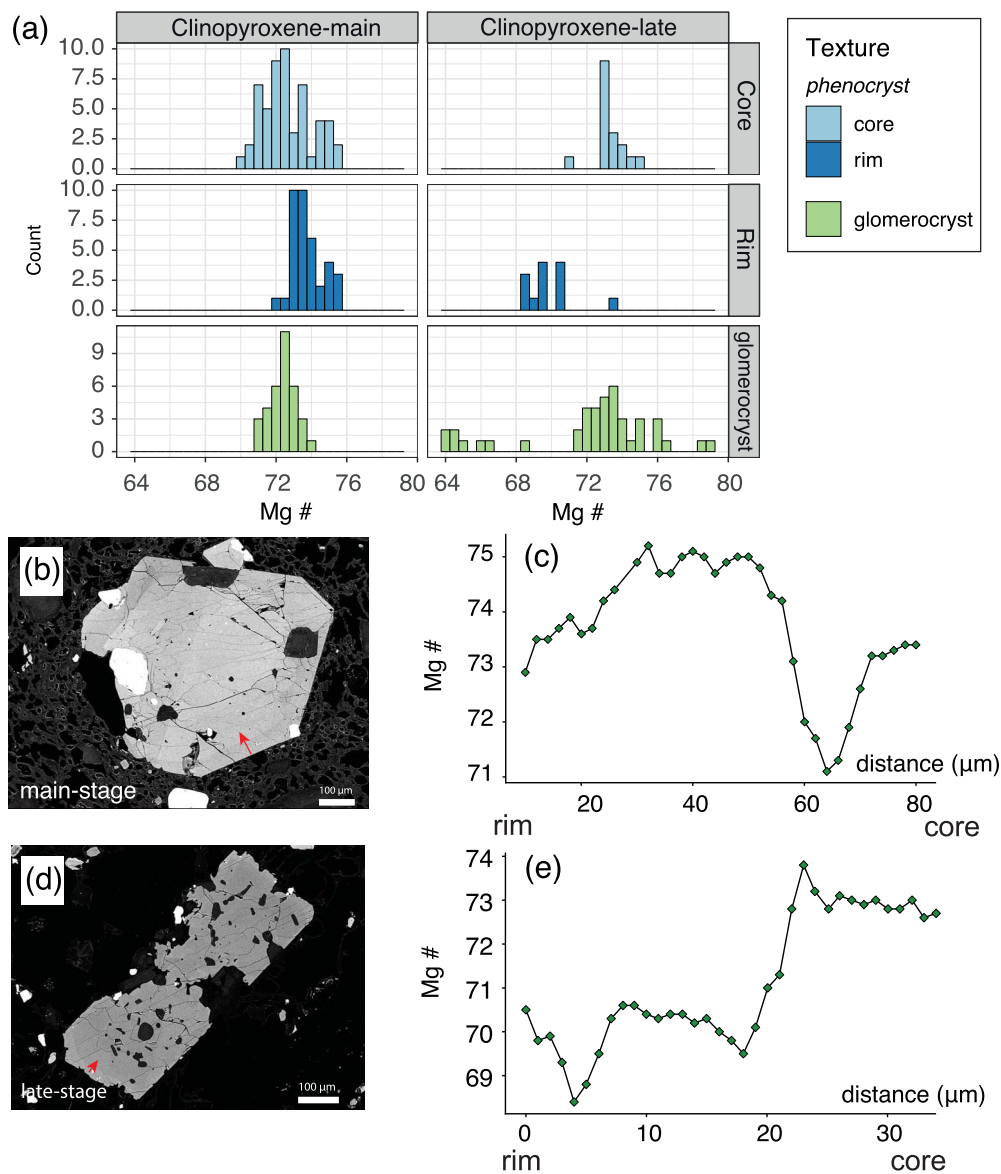 (a)
Clinopyroxene-main
Clinopyroxene-late
Texture
phenocryst
core
rim
glomerocryst
Count
10.0
7.5
5.0
2.5
0.0
Core
10.0
7.5
5.0
2.5
0.0
Rim
9
6
3
0
glomerocryst
64 68 72 76 80 64 68 72 76 80
Mg # Mg #
(b)
main-stage
100 µm
(c)
Mg #
75
74
73
72
71
distance (µm)
20 40 60 80
rim core
(d)
late-stage
100 µm
(e)
Mg #
74
73
72
71
70
69
distance (µm)
0 10 20 30
rim core